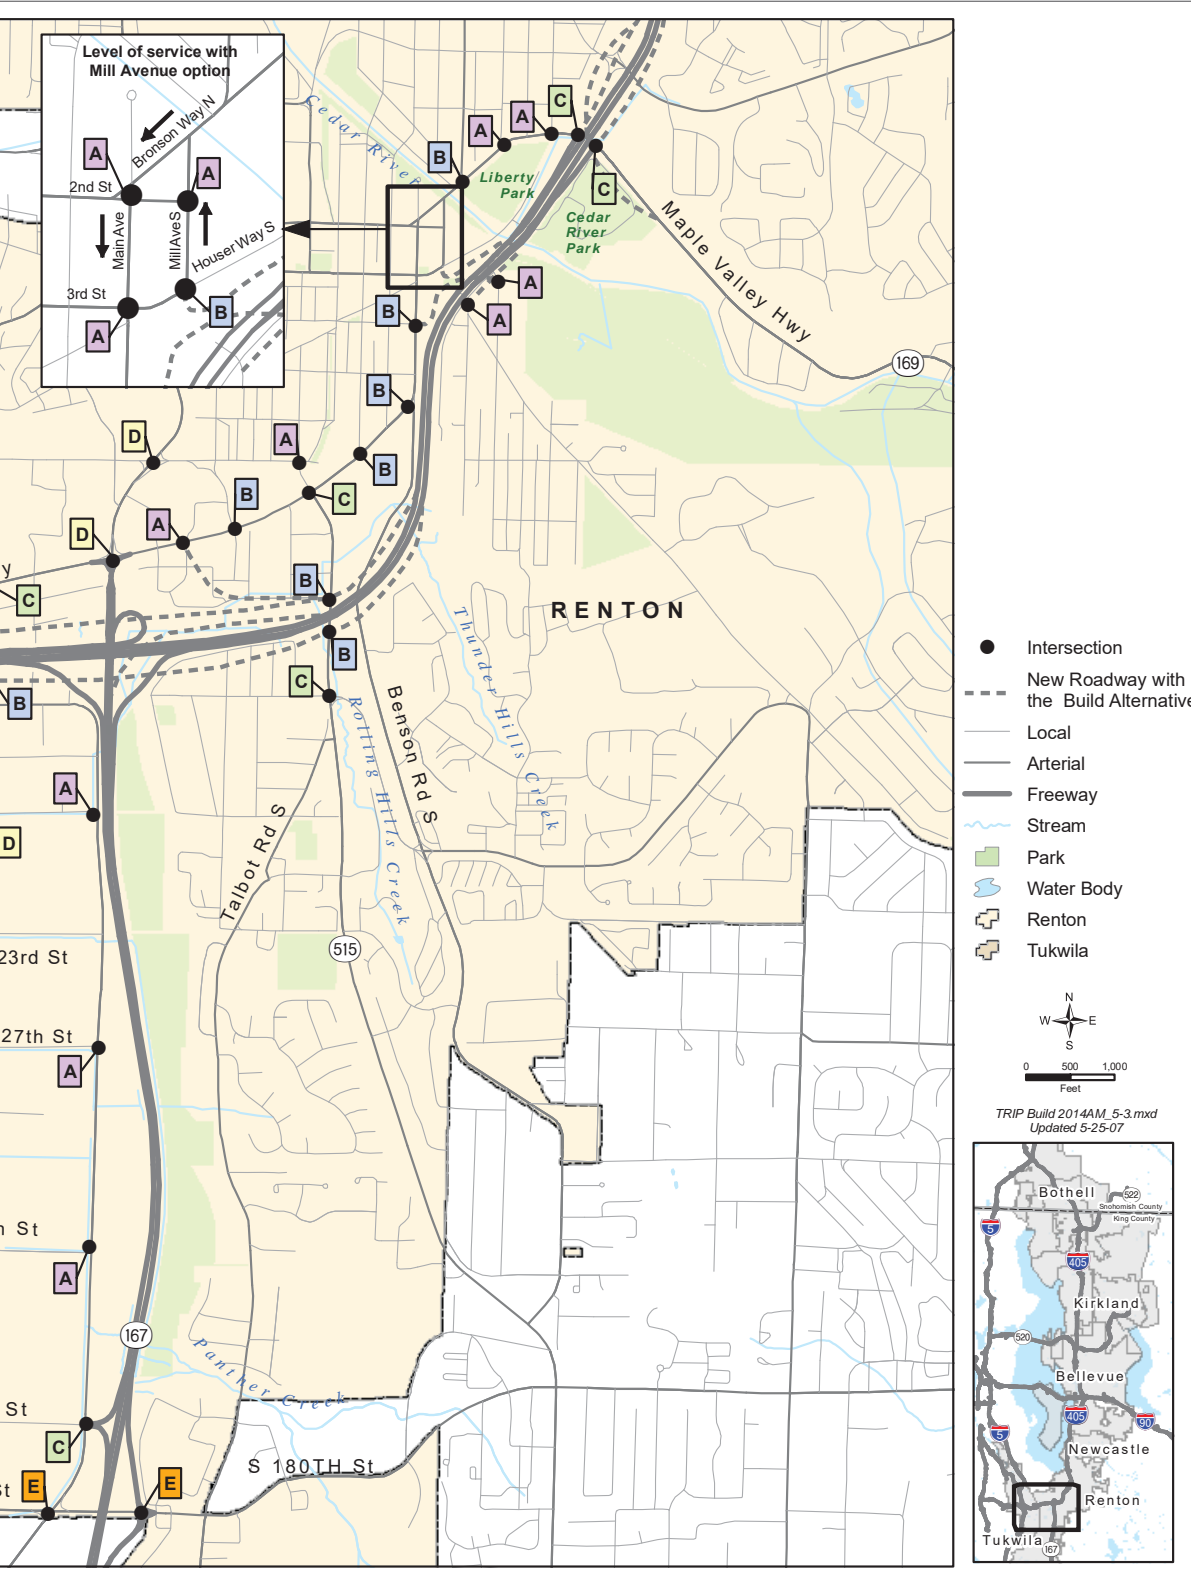 Level of service with
Mill Avenue option
Bronson Way N
A
A
2nd St
Main Ave
Mill Ave S
Houser Way S
3rd St
B
A
Cedar River
C
A
A
B
Liberty
Park
C
Cedar
River
Park
Maple Valley Hwy
A
A
B
169
B
D
A
B
B
C
A
D
y
C
B
RENTON
B
C
B
Thunder Hills Creek
Rolling Hills Creek
Benson Rd S
A
D
Talbot Rd S
515
23rd St
27th St
A
h St
A
167
Panther Creek
St
C
S 180TH St
St
E
E
Intersection
New Roadway with
the Build Alternative
Local
Arterial
Freeway
Stream
Park
Water Body
Renton
Tukwila
N
W
E
S
0 500 1,000
Feet
TRIP Build 2014AM_5-3.mxd
Updated 5-25-07
Bothell
522
Snohomish County
King County
5
405
Kirkland
520
Bellevue
405
90
5
Newcastle
Renton
Tukwila
167